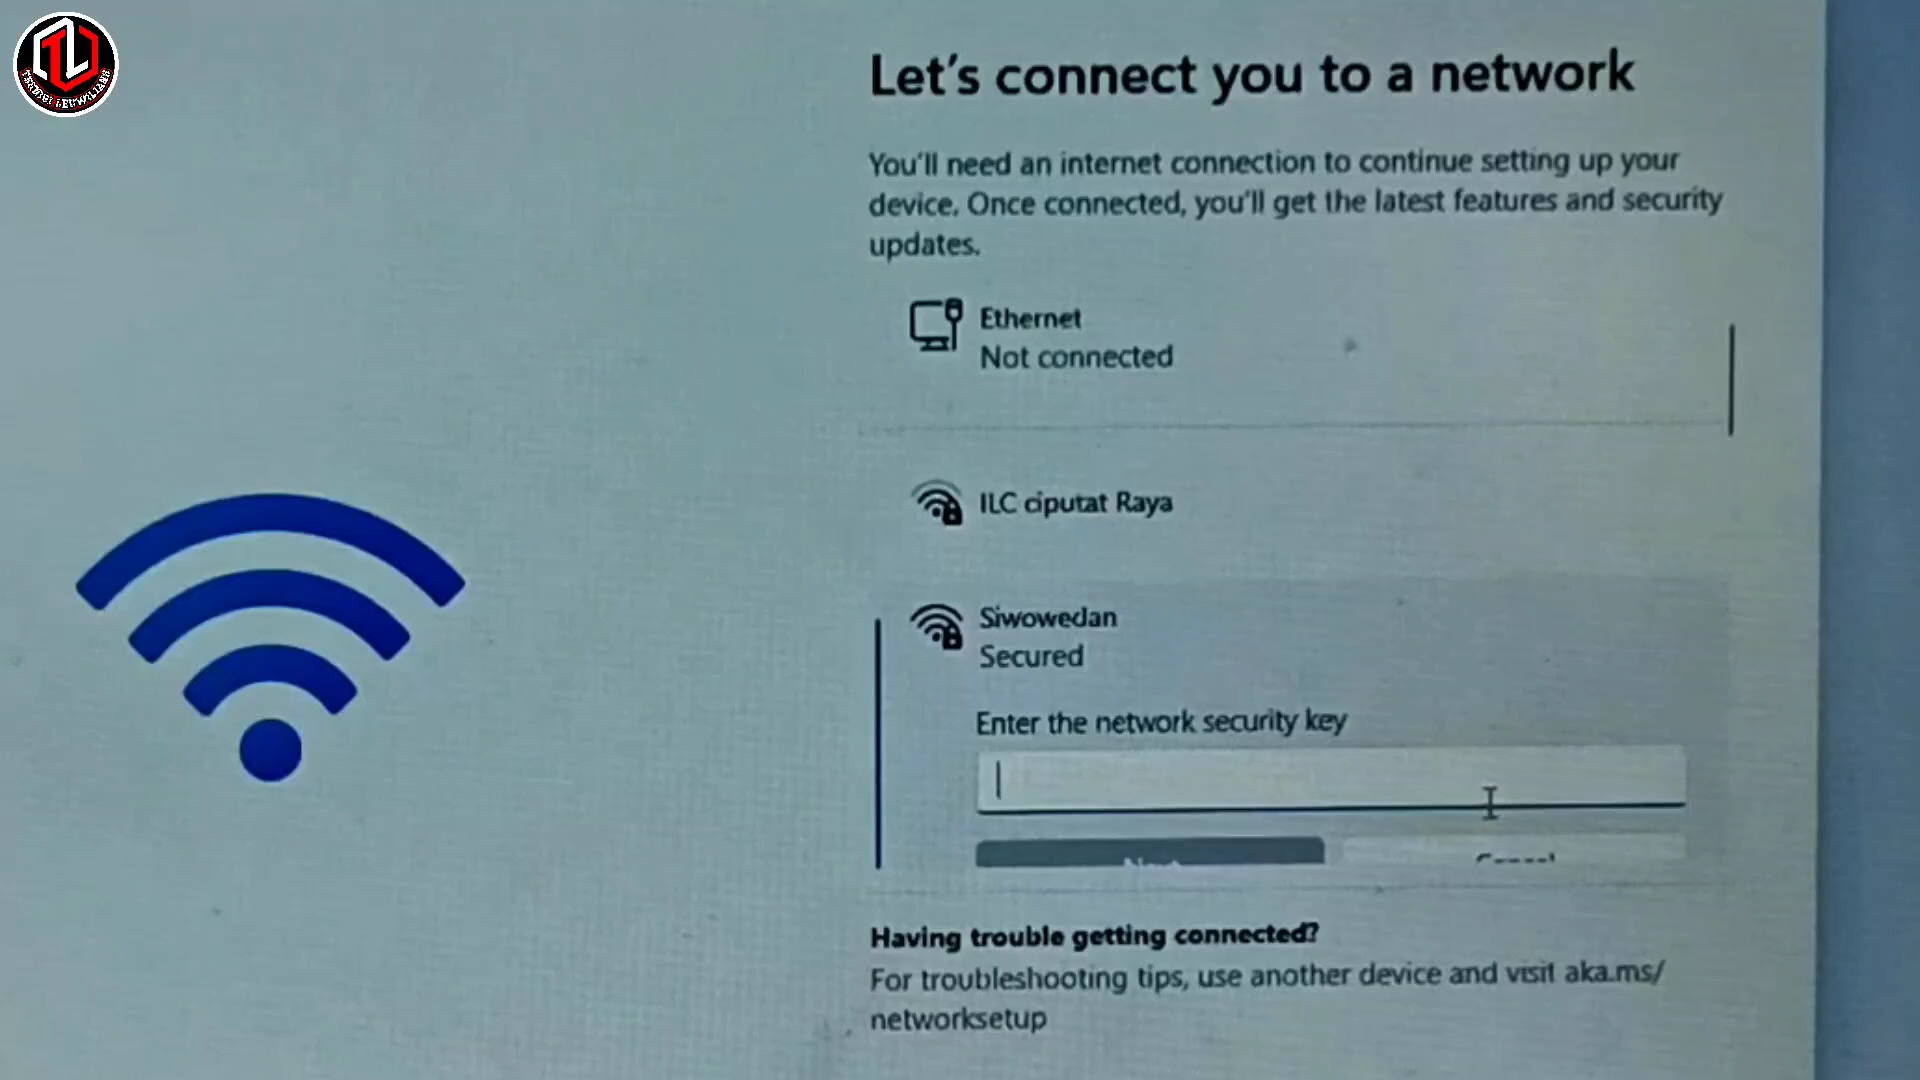 Let's connect you to a network
You'll need an internet connection to continue setting up your
device. Once connected, you'll get the latest features and security
updates.
Ethernet
Not connected
ILC ciputat Raya
Siwowedan
Secured
Enter the network security key
Next
Cancel
Having trouble getting connected?
For troubleshooting tips, use another device and visit aka.ms/
networksetup